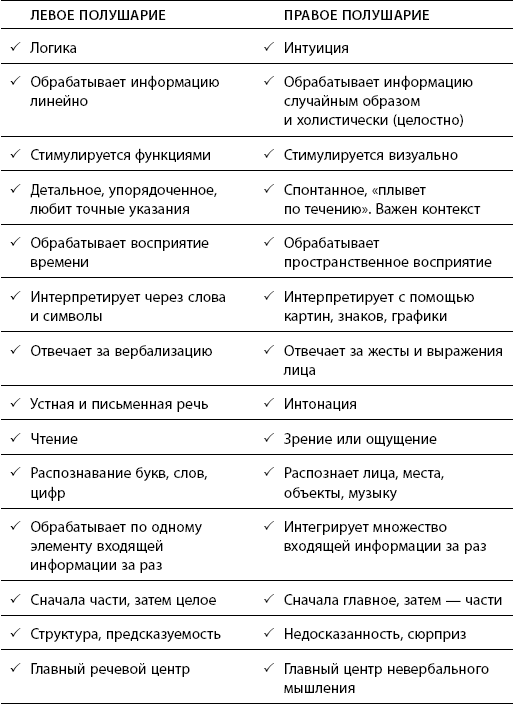 ЛЕВОЕ ПОЛУШАРИЕ ПРАВОЕ ПОЛУШАРИЕ
✓ Логика ✓ Интуиция
✓ Обрабатывает информацию ✓ Обрабатывает информацию
линейно случайным образом
и холистически (целостно)
✓ Стимулируется функциями ✓ Стимулируется визуально
✓ Детальное, упорядоченное, ✓ Спонтанное, «плывет
любит точные указания по течению». Важен контекст
✓ Обрабатывает восприятие ✓ Обрабатывает
времени пространственное восприятие
✓ Интерпретирует через слова ✓ Интерпретирует с помощью
и символы картин, знаков, графики
✓ Отвечает за вербализацию ✓ Отвечает за жесты и выражения
лица
✓ Устная и письменная речь ✓ Интонация
✓ Чтение ✓ Зрение или ощущение
✓ Распознавание букв, слов, ✓ Распознает лица, места,
цифр объекты, музыку
✓ Обрабатывает по одному ✓ Интегрирует множество
элементу входящей входящей информации за раз
информации за раз
✓ Сначала части, затем целое ✓ Сначала главное, затем — части
✓ Структура, предсказуемость ✓ Недосказанность, сюрприз
✓ Главный речевой центр ✓ Главный центр невербального
мышления